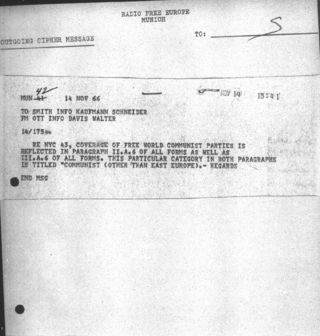 RADIO FREE EUROPE
MUNICH
OUTGOING CIPHER MESSAGE
TO: S
42
MUN 41 14 NOV 66
TO SMITH INFO KAUFMANN SCHNEIDER
FM OTT INFO DAVIS WALTER
RE NYC 43, COVERAGE OF FREE WORLD COMMUNIST PARTIES IS
REFLECTED IN PARAGRAPH II.A.6 OF ALL FORMS AS WELL AS
III.A.6 OF ALL FORMS. THIS PARTICULAR CATEGORY IN BOTH PARAGRAPHS
IS TITLED "COMMUNIST (OTHER THAN EAST EUROPE).- REGARDS
END MSG